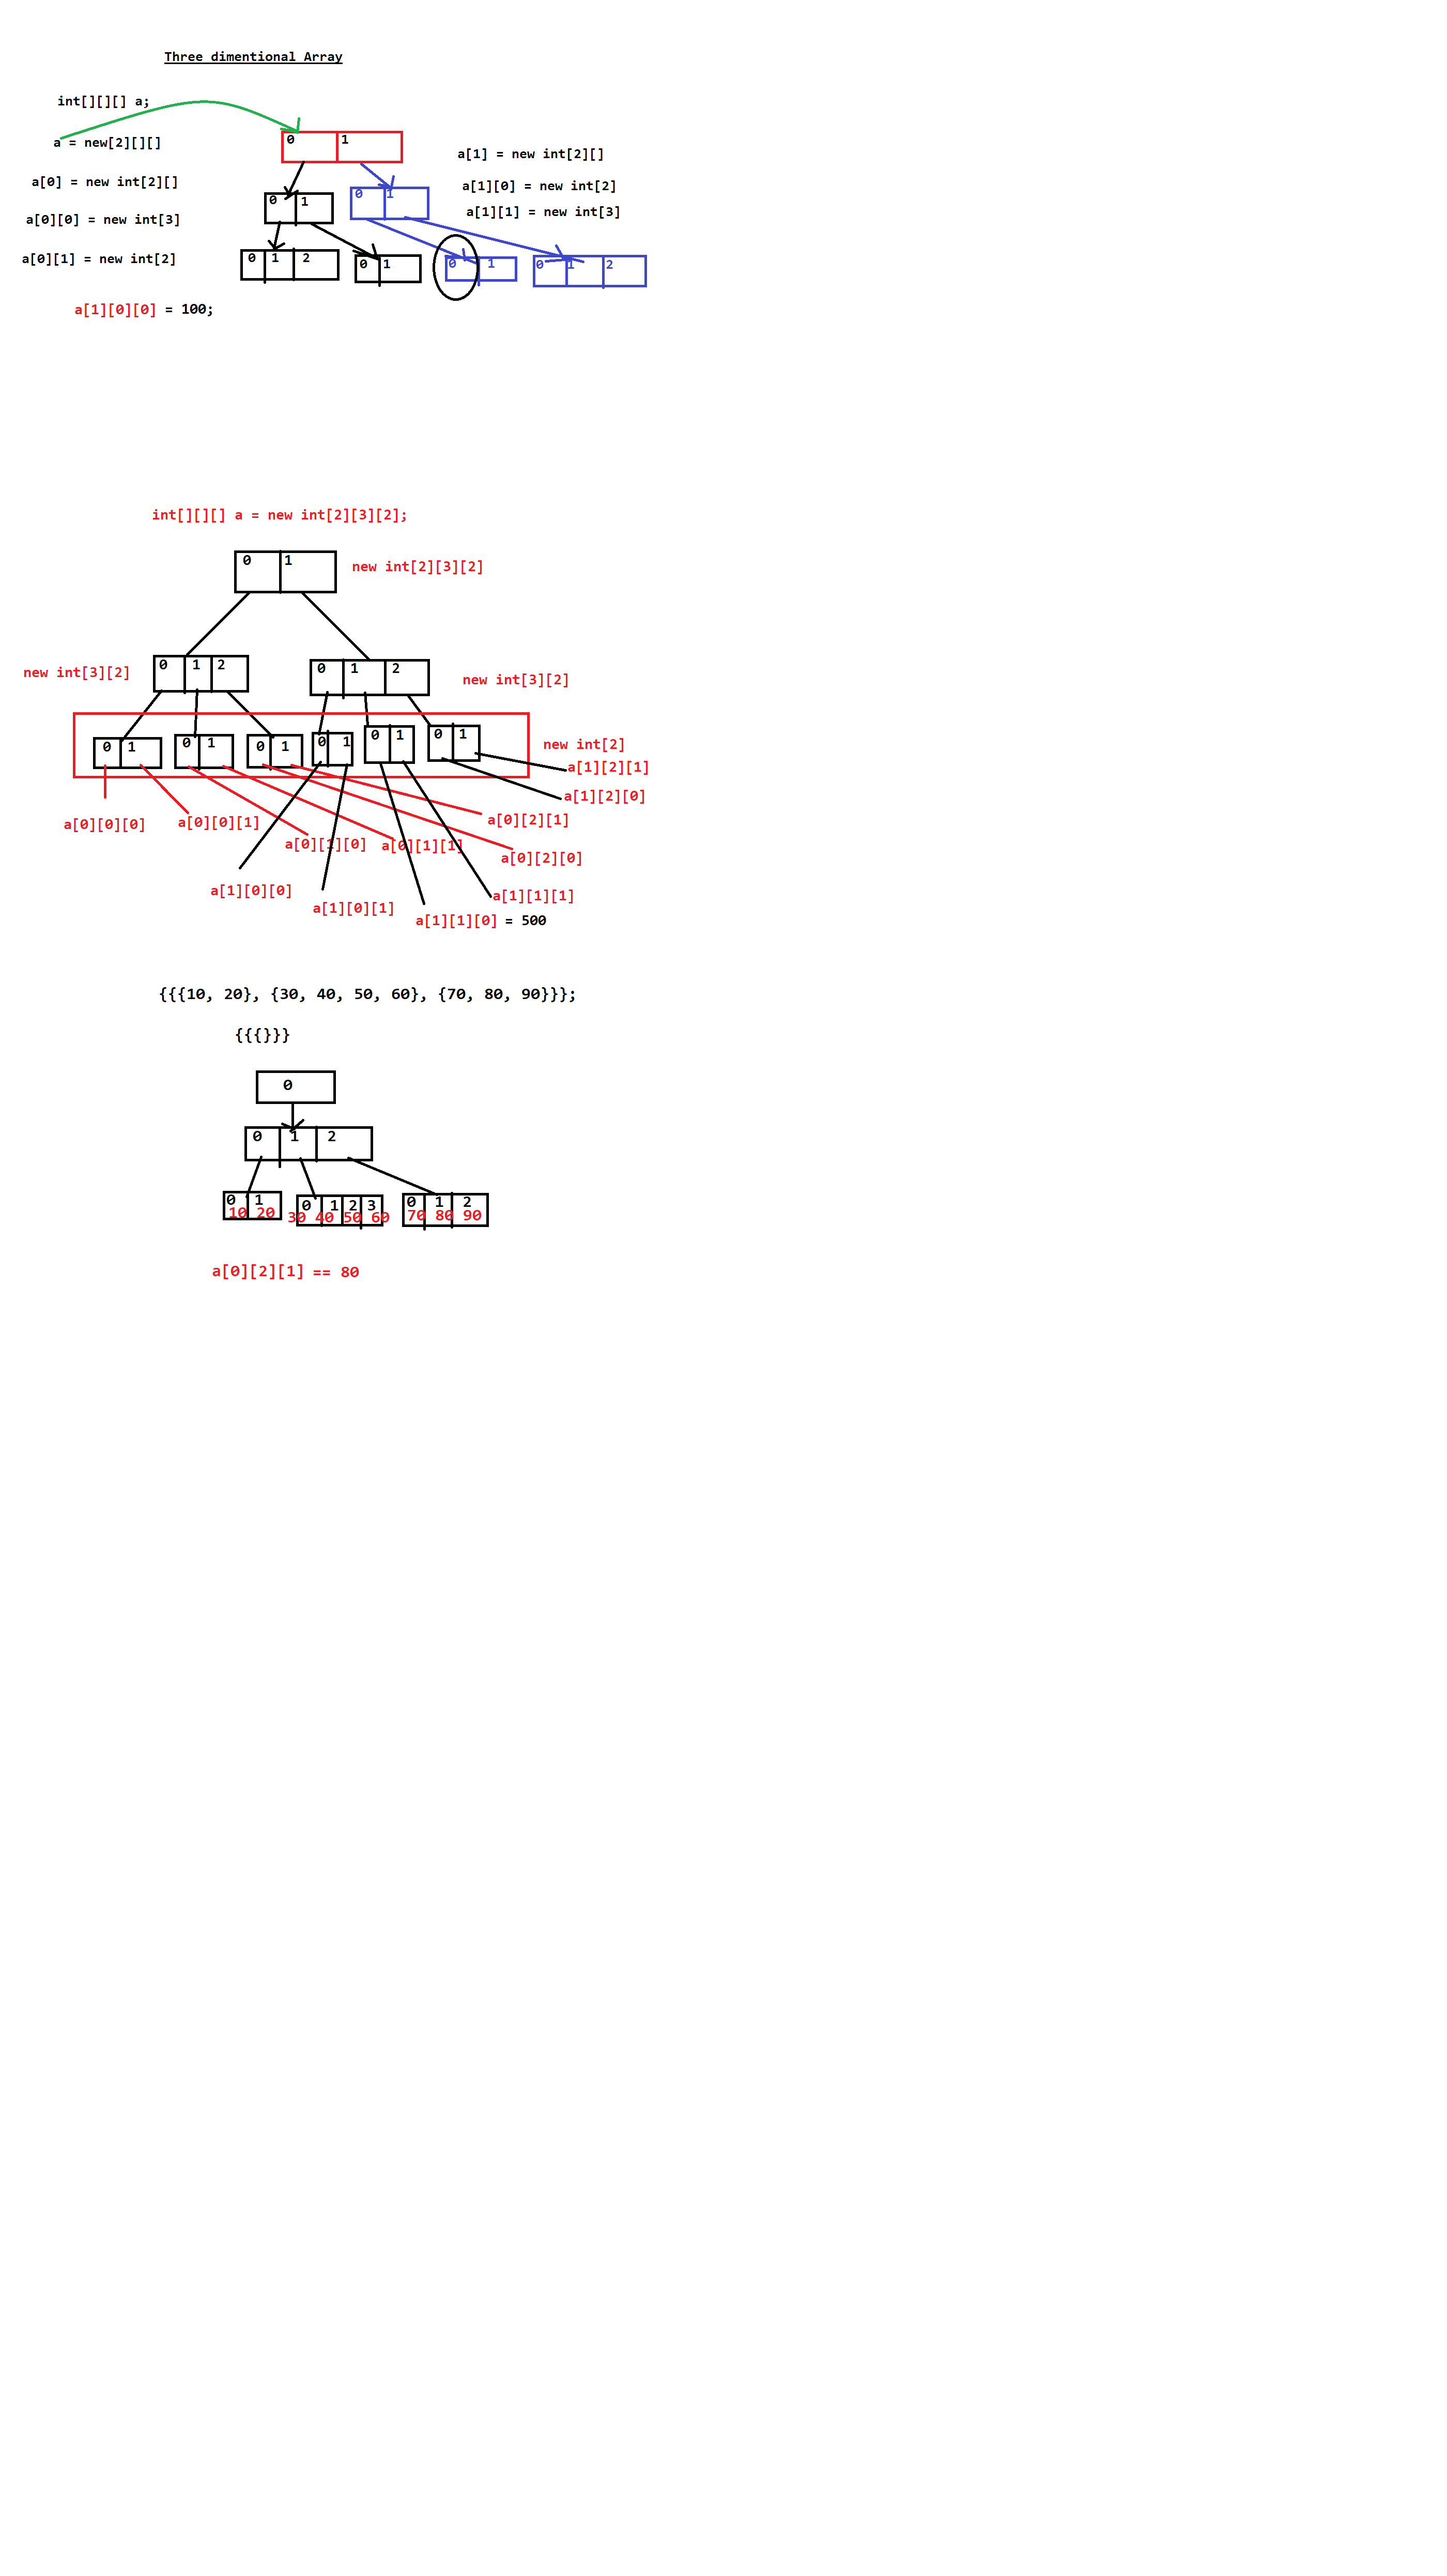 Three dimentional Array
int[][][] a;
a = new[2][][]
a[0] = new int[2][]
a[0][0] = new int[3]
a[0][1] = new int[2]
a[1][0][0] = 100;
0 1
a[1] = new int[2][]
a[1][0] = new int[2]
a[1][1] = new int[3]
0 1
0 1
0 1 2
0 1
0 1
0 1 2
int[][][] a = new int[2][3][2];
0 1
new int[2][3][2]
new int[3][2]
0 1 2
0 1 2
new int[3][2]
0 1
0 1
0 1
0 1
0 1
0 1
new int[2]
a[1][2][1]
a[1][2][0]
a[0][0][0]
a[0][0][1]
a[0][2][1]
a[0][1][0]
a[0][1][1]
a[0][2][0]
a[1][0][0]
a[1][1][1]
a[1][0][1]
a[1][1][0] = 500
{{{10, 20}, {30, 40, 50, 60}, {70, 80, 90}}};
{{{}}}
0
0 1 2
0 1
10 20
0 1 2 3
30 40 50 60
0 1 2
70 80 90
a[0][2][1] == 80